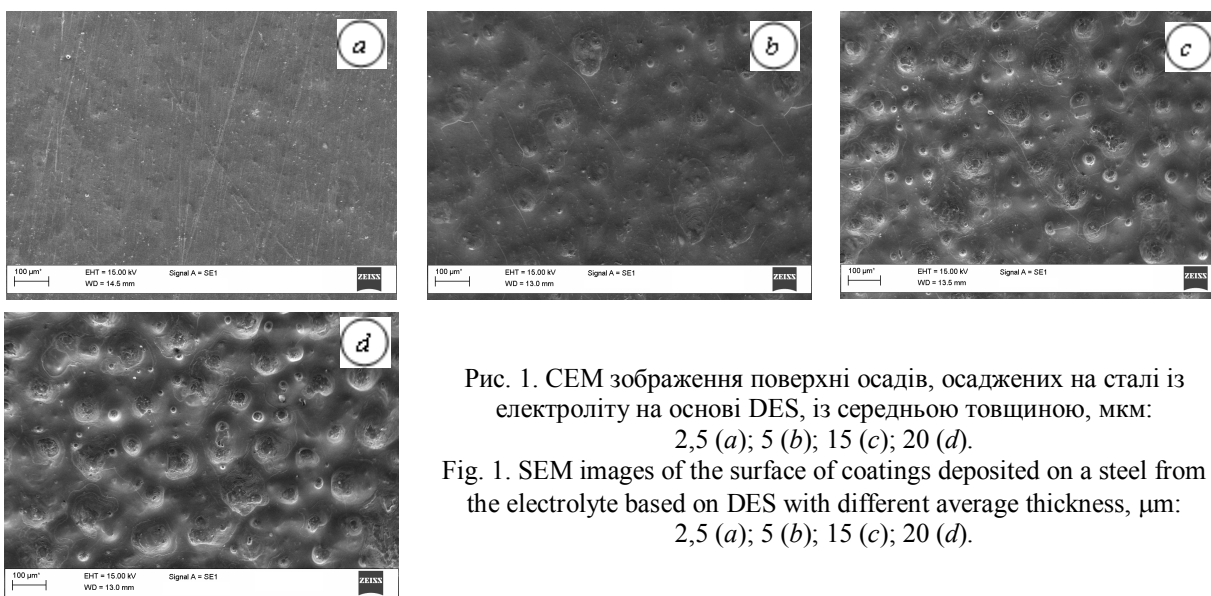 a
b
c
100 µm*
EHT = 15.00 kV
Signal A = SE1
WD = 14.5 mm
ZEISS
100 µm*
EHT = 15.00 kV
Signal A = SE1
WD = 13.0 mm
ZEISS
100 µm*
EHT = 15.00 kV
Signal A = SE1
WD = 13.5 mm
ZEISS
d
100 µm*
EHT = 15.00 kV
Signal A = SE1
WD = 13.0 mm
ZEISS
Рис. 1. СЕМ зображення поверхні осадів, осаджених на сталі із
електроліту на основі DES, із середньою товщиною, мкм:
2,5 (a); 5 (b); 15 (c); 20 (d).
Fig. 1. SEM images of the surface of coatings deposited on a steel from
the electrolyte based on DES with different average thickness, μm:
2,5 (a); 5 (b); 15 (c); 20 (d).